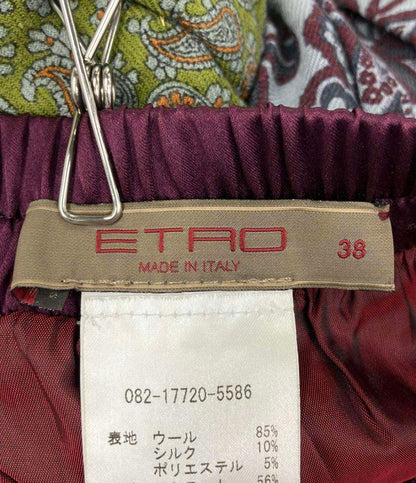 ETRO 38
MADE IN ITALY
082-17720-5586
表地 ウール 85%
シルク 10%
ポリエステル 5%
56%